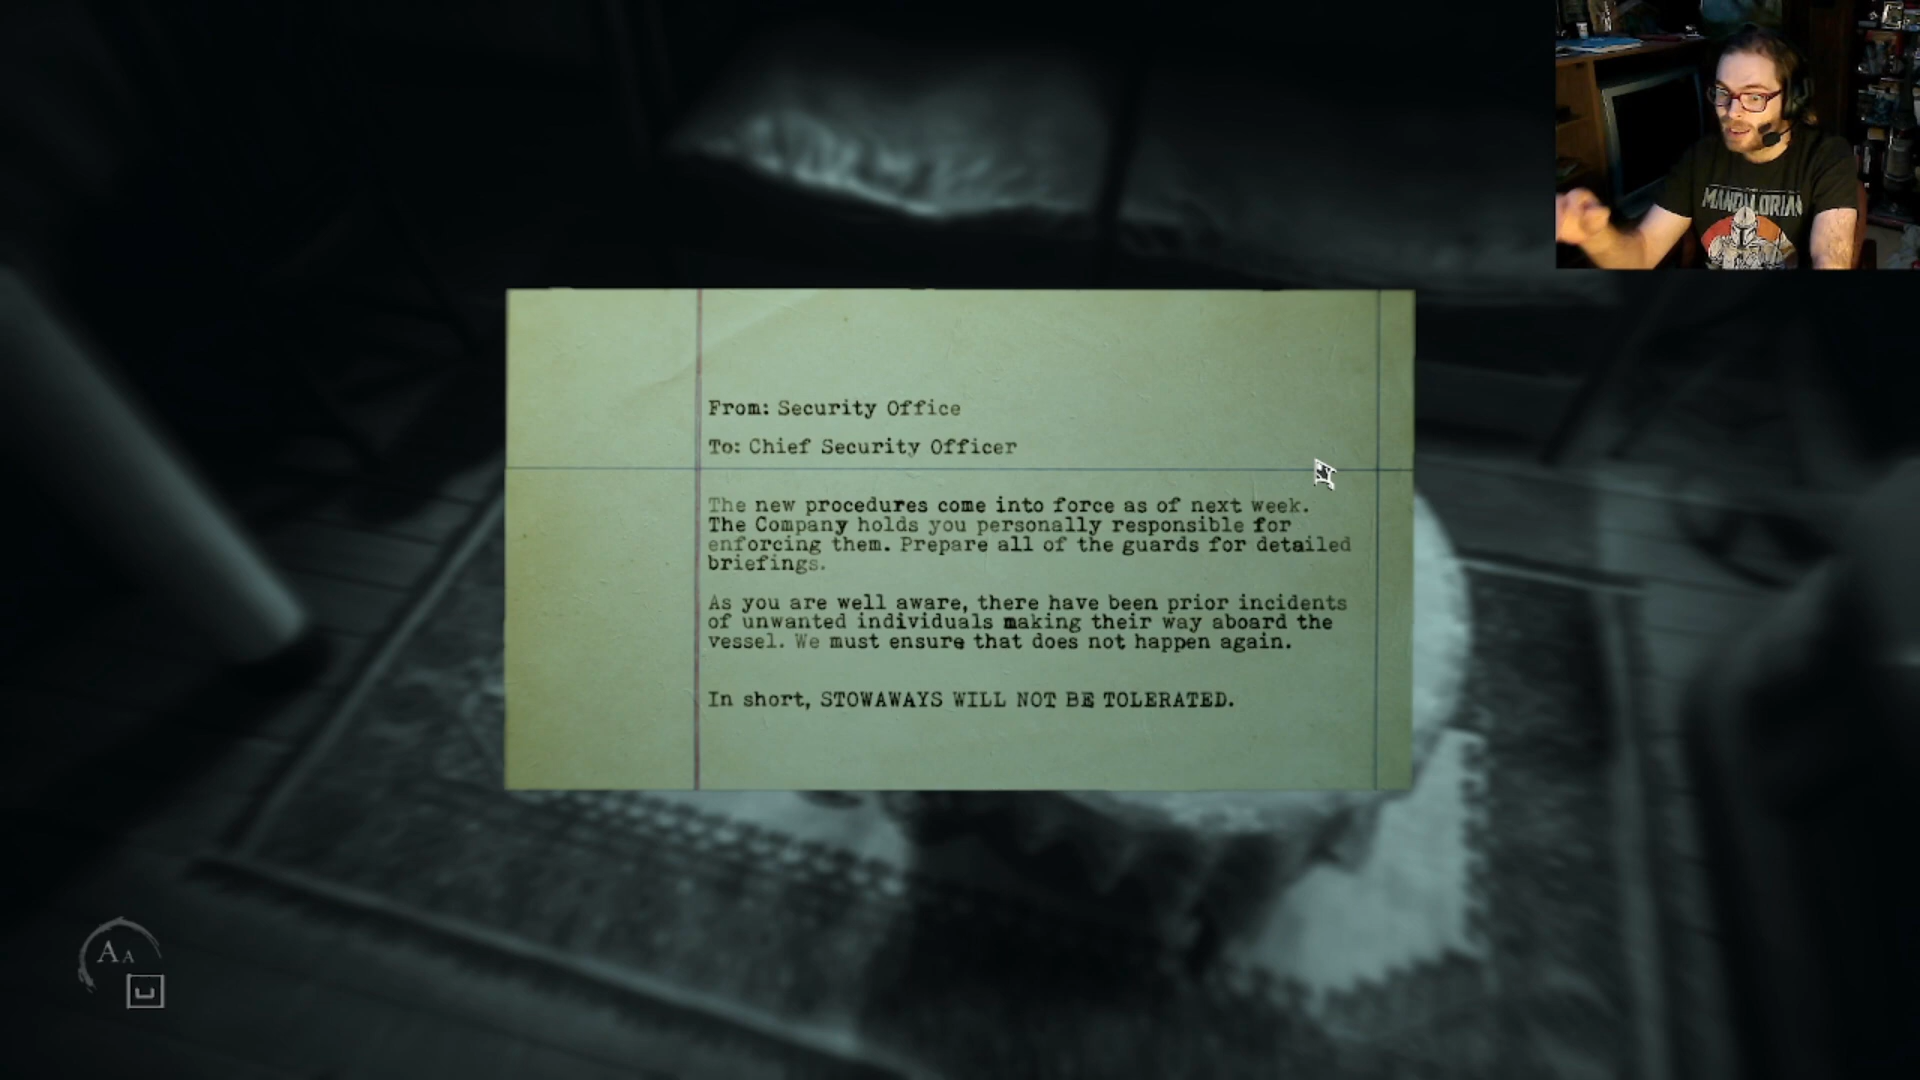 MANDALORIAN
From: Security Office
To: Chief Security Officer
The new procedures come into force as of next week.
The Company holds you personally responsible for
enforcing them. Prepare all of the guards for detailed
briefings.
As you are well aware, there have been prior incidents
of unwanted individuals making their way aboard the
vessel. We must ensure that does not happen again.
In short, STOWAWAYS WILL NOT BE TOLERATED.
AA